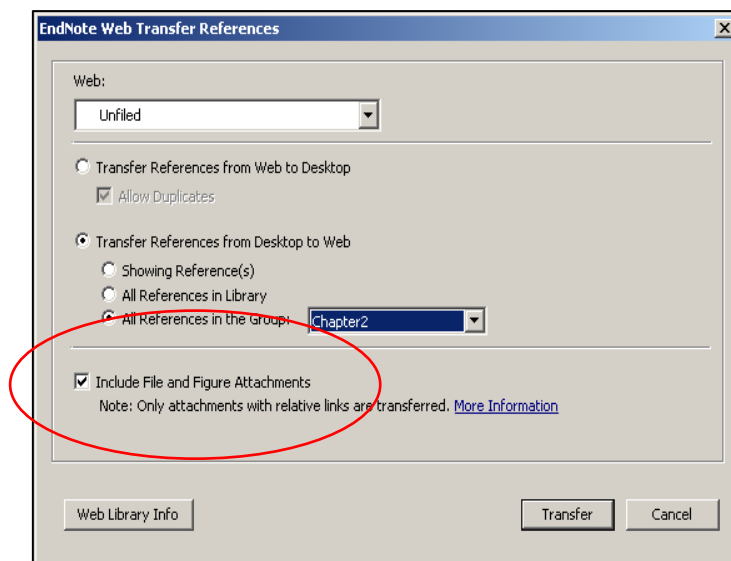 EndNote Web Transfer References
Web:
Unfiled
Transfer References from Web to Desktop
Allow Duplicates
Transfer References from Desktop to Web
Showing Reference(s)
All References in Library
All References in the Group: Chapter2
Include File and Figure Attachments
Note: Only attachments with relative links are transferred. More Information
Web Library Info Transfer Cancel